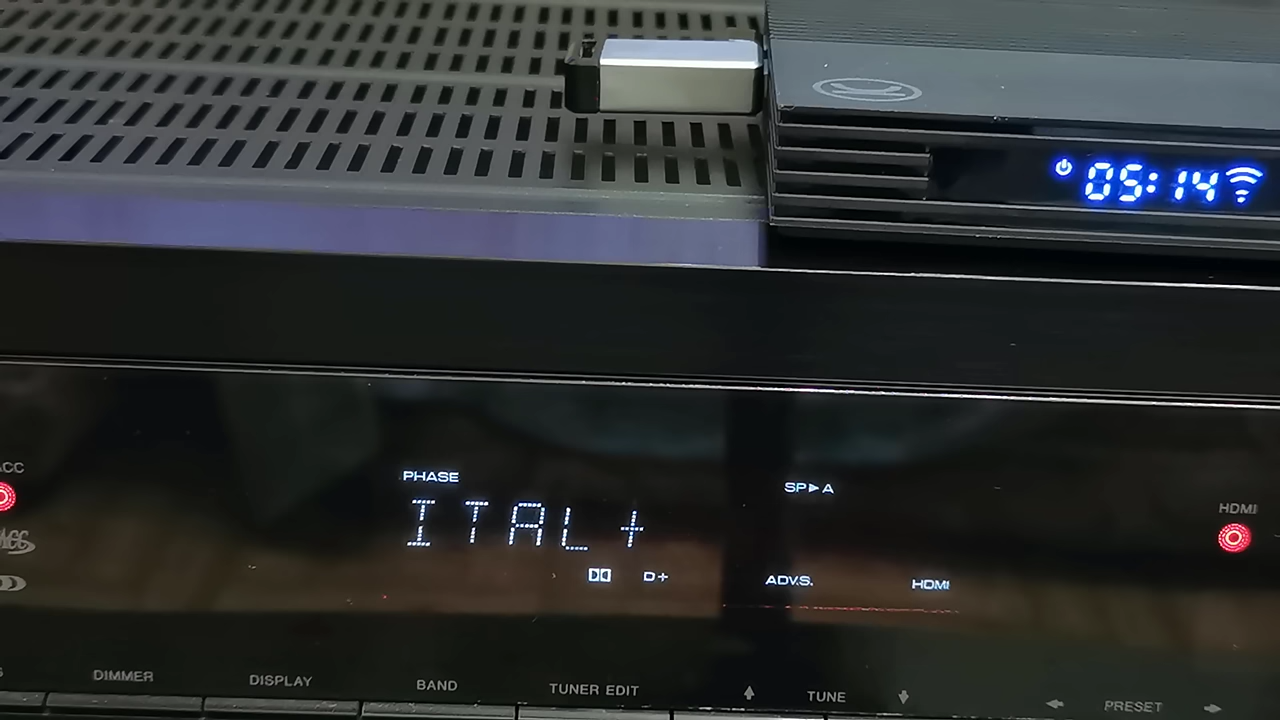 05:14
ACC
PHASE
SP►A
HDMI
ITAL+
D+
ADV.S.
HDMI
DIMMER
DISPLAY
BAND
TUNER EDIT
TUNE
PRESET